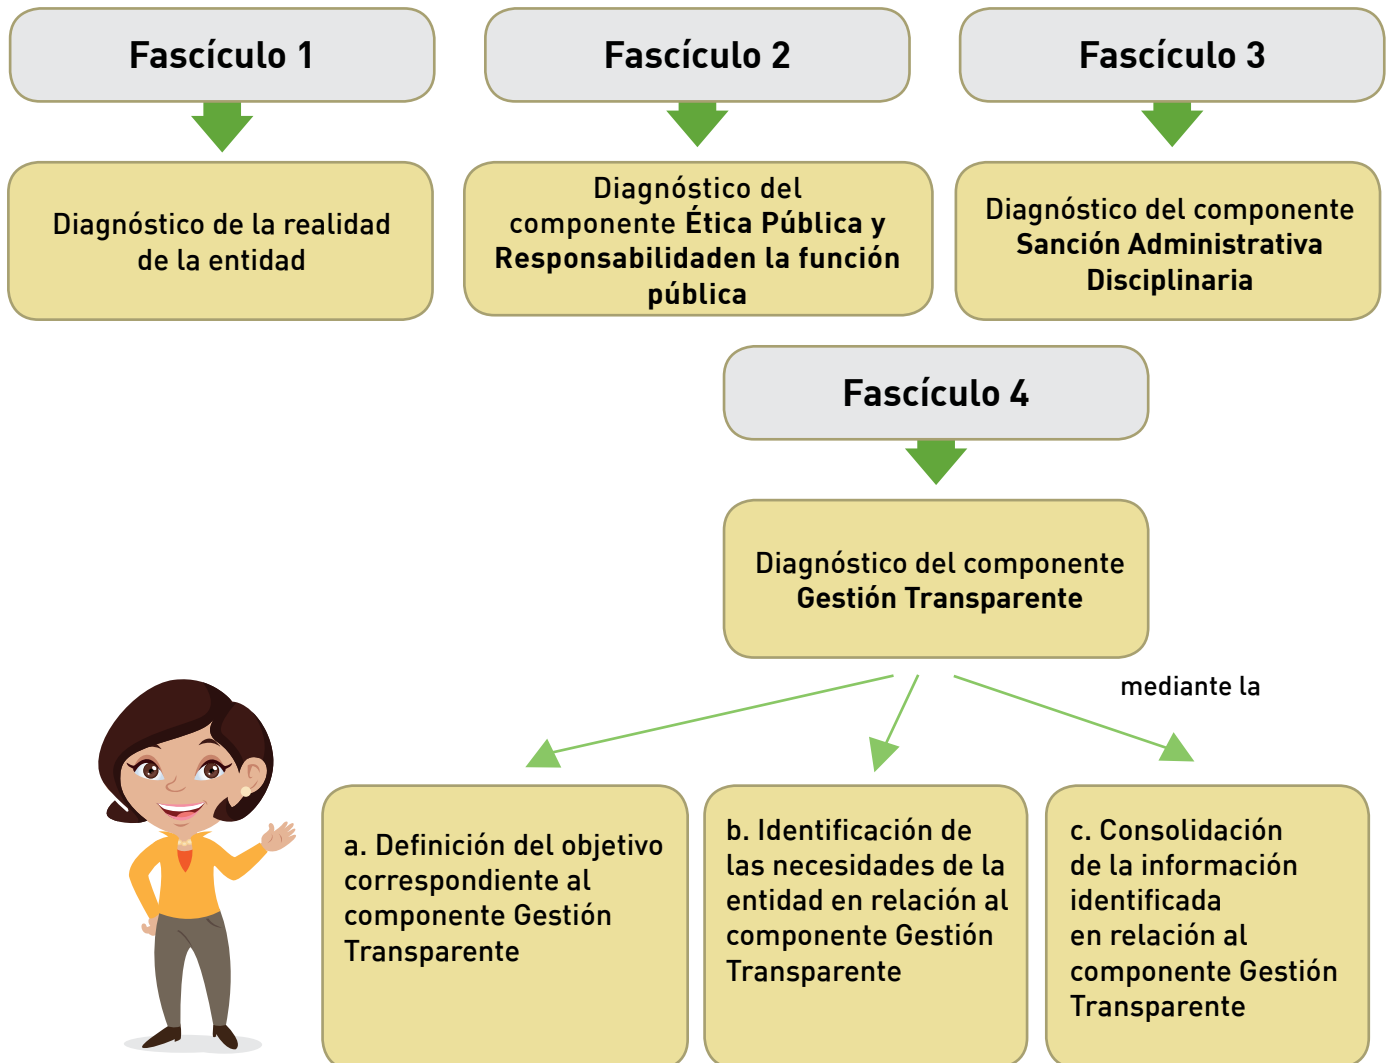 Fascículo 1
Fascículo 2
Fascículo 3
Diagnóstico de la realidad
de la entidad
Diagnóstico del
componente Ética Pública y
Responsabilidaden la función
pública
Diagnóstico del componente
Sanción Administrativa
Disciplinaria
Fascículo 4
Diagnóstico del componente
Gestión Transparente
mediante la
a. Definición del objetivo
correspondiente al
componente Gestión
Transparente
b. Identificación de
las necesidades de la
entidad en relación al
componente Gestión
Transparente
c. Consolidación
de la información
identificada
en relación al
componente Gestión
Transparente